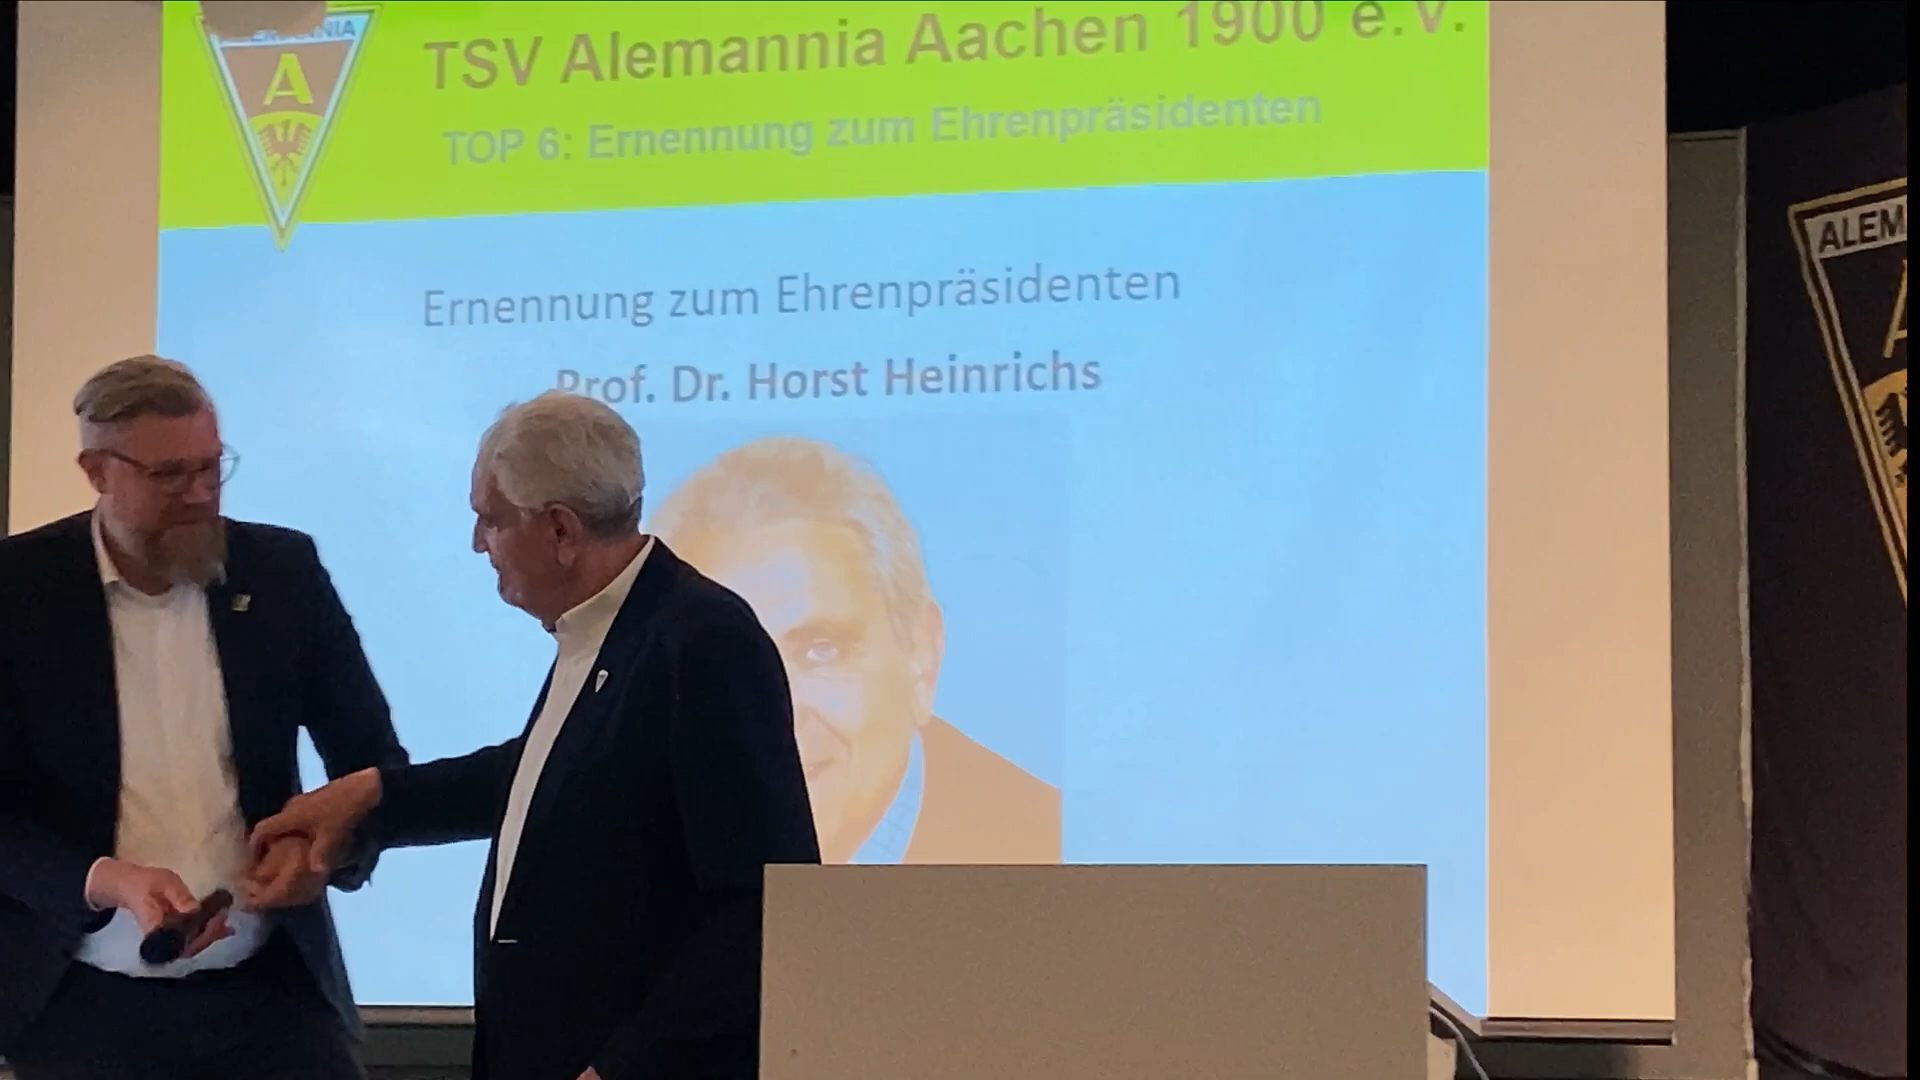 TSV Alemannia Aachen 1900 e.V.
TOP 6: Ernennung zum Ehrenpräsidenten
A
Ernennung zum Ehrenpräsidenten
Prof. Dr. Horst Heinrichs
ALEM